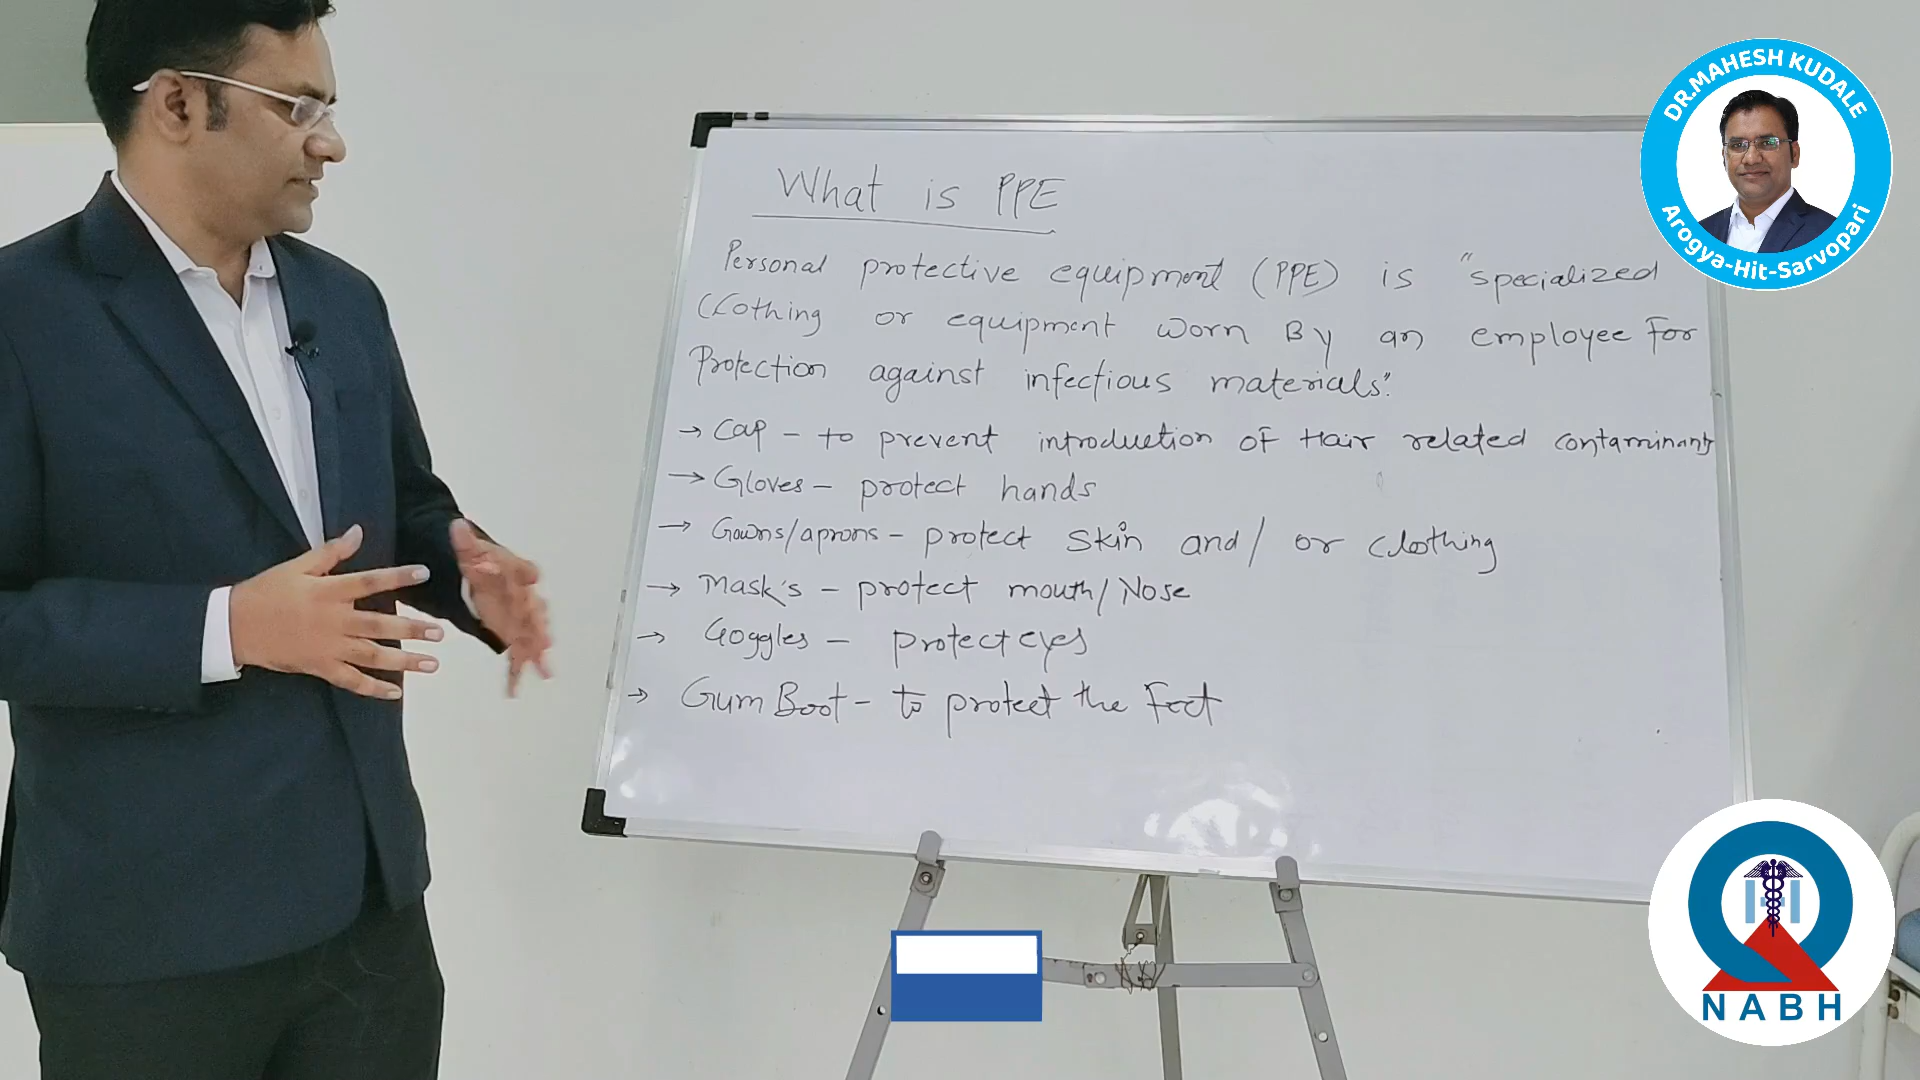 What is PPE
Personal protective equipment (PPE) is "specialized
Clothing or equipment worn By an employee For
Protection against infectious materials".
→ Cap - to prevent introduction of Hair related contaminants
→ Gloves - protect hands
→ Gowns/aprons - protect skin and/or clothing
→ Mask's - protect mouth/Nose
→ Goggles - protect eyes
→ Gum Boot - to protect the Feet
DR.MAHESH KUDALE
Arogya-Hit-Sarvopari
H
NABH